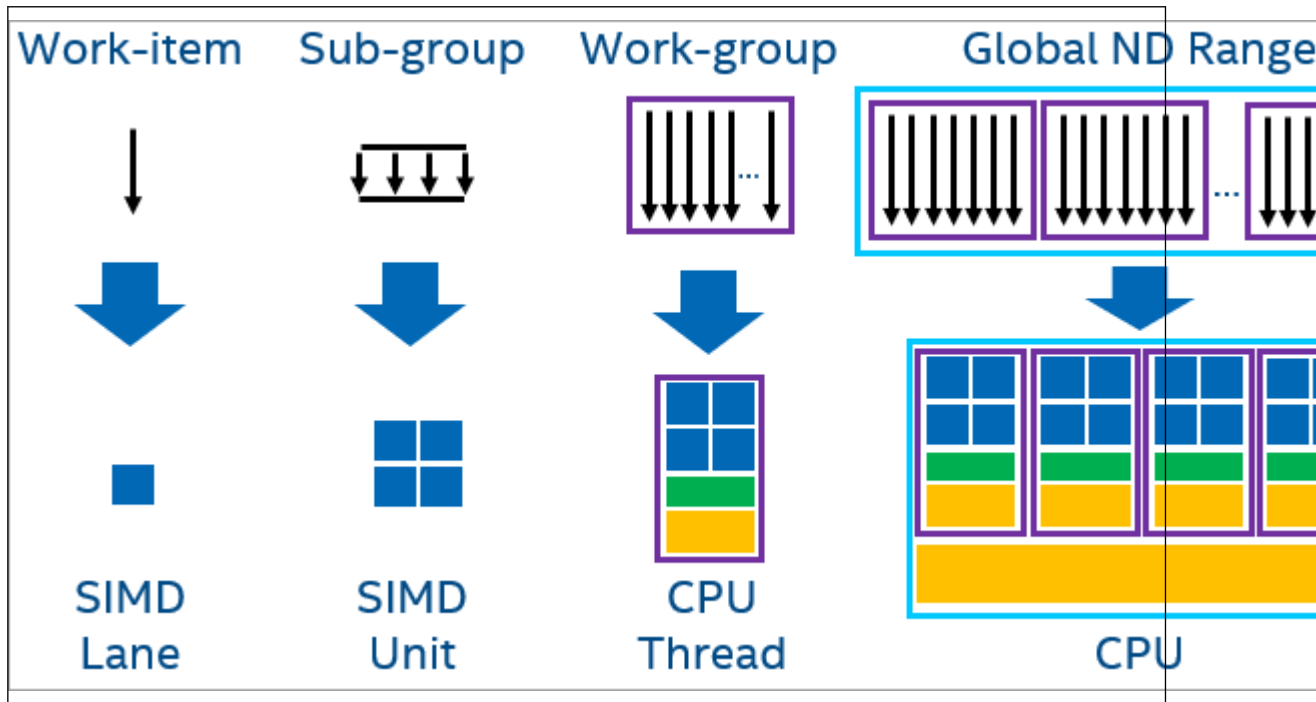 Work-item
Sub-group
Work-group
Global ND Range
...
...
SIMD
Lane
SIMD
Unit
CPU
Thread
CPU